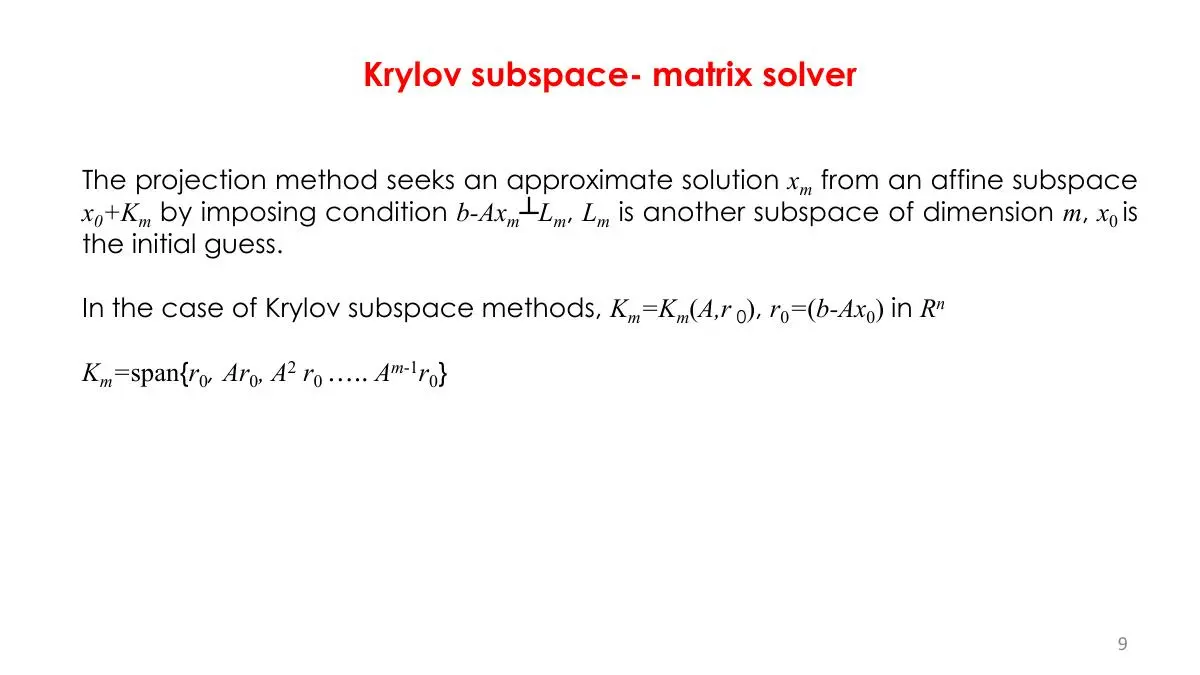 Krylov subspace- matrix solver
The projection method seeks an approximate solution xₘ from an affine subspace
x₀+Kₘ by imposing condition b-Axₘ┴Lₘ, Lₘ is another subspace of dimension m, x₀ is
the initial guess.
In the case of Krylov subspace methods, Kₘ=Kₘ(A,r ₀), r₀=(b-Ax₀) in Rⁿ
Kₘ=span{r₀, Ar₀, A² r₀ ….. Aᵐ⁻¹r₀}
9